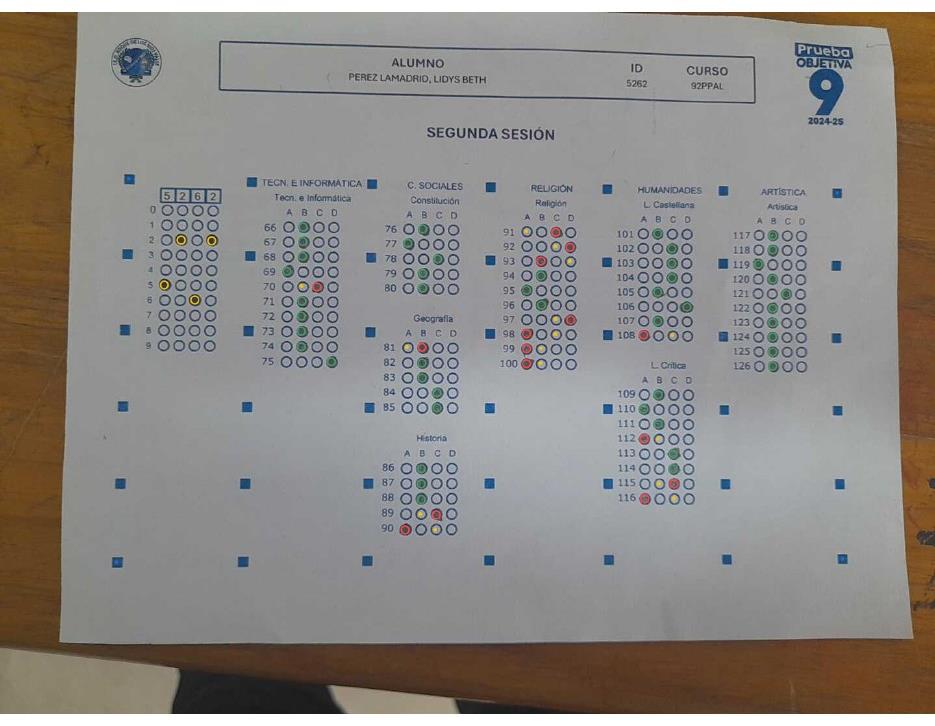 ALUMNO
PEREZ LAMADRID, LIDYS BETH
ID
5262
CURSO
92PPAL
Prueba
OBJETIVA
9
2024-25
SEGUNDA SESIÓN
5 2 6 2
0
1
2
3
4
5
6
7
8
9
TECN. E INFORMÁTICA
Tecn. e Informática
A B C D
66
67
68
69
70
71
72
73
74
75
C. SOCIALES
Constitución
A B C D
76
77
78
79
80
Geografía
A B C D
81
82
83
84
85
Historia
A B C D
86
87
88
89
90
RELIGIÓN
Religión
A B C D
91
92
93
94
95
96
97
98
99
100
HUMANIDADES
L. Castellana
A B C D
101
102
103
104
105
106
107
108
L. Crítica
A B C D
109
110
111
112
113
114
115
116
ARTÍSTICA
Artística
A B C D
117
118
119
120
121
122
123
124
125
126